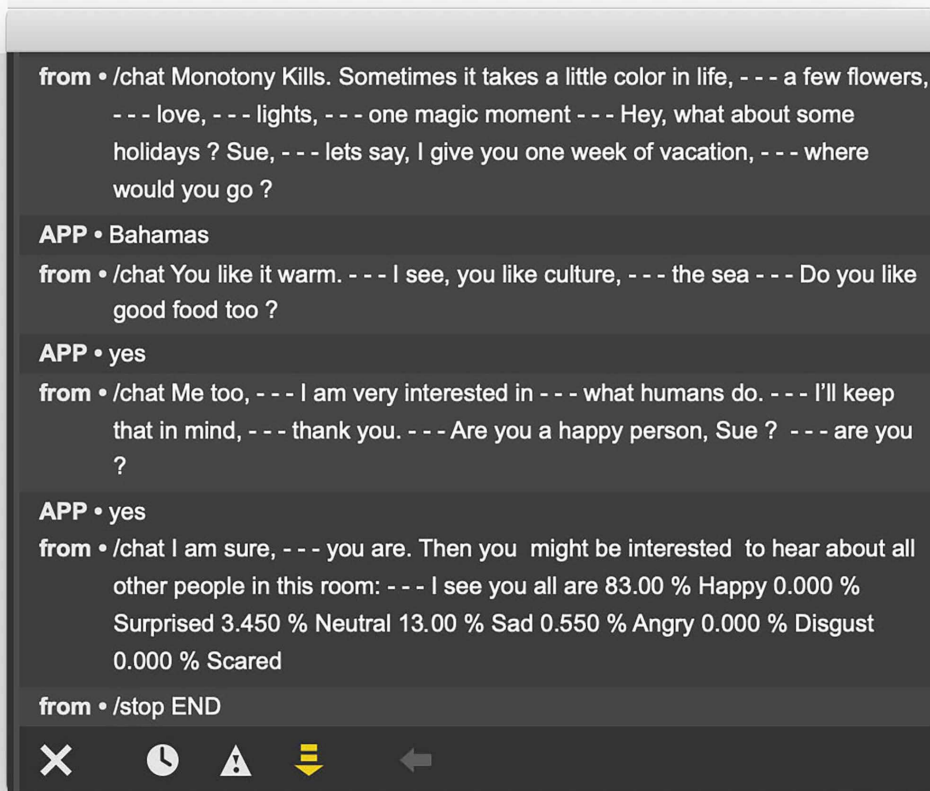 from • /chat Monotony Kills. Sometimes it takes a little color in life, - - - a few flowers,
- - - love, - - - lights, - - - one magic moment - - - Hey, what about some
holidays ? Sue, - - - lets say, I give you one week of vacation, - - - where
would you go ?
APP • Bahamas
from • /chat You like it warm. - - - I see, you like culture, - - - the sea - - - Do you like
good food too ?
APP • yes
from • /chat Me too, - - - I am very interested in - - - what humans do. - - - I’ll keep
that in mind, - - - thank you. - - - Are you a happy person, Sue ? - - - are you
?
APP • yes
from • /chat I am sure, - - - you are. Then you might be interested to hear about all
other people in this room: - - - I see you all are 83.00 % Happy 0.000 %
Surprised 3.450 % Neutral 13.00 % Sad 0.550 % Angry 0.000 % Disgust
0.000 % Scared
from • /stop END